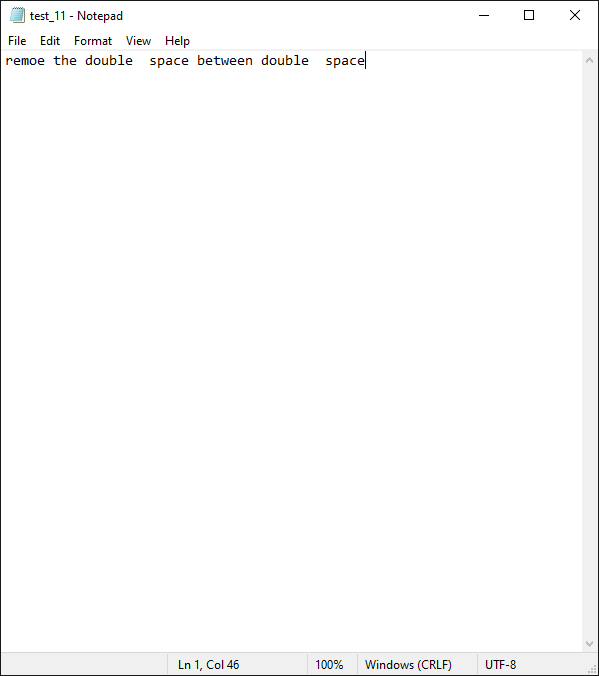 test_11 - Notepad
File Edit Format View Help
remoe the double  space between double  space
Ln 1, Col 46 100% Windows (CRLF) UTF-8